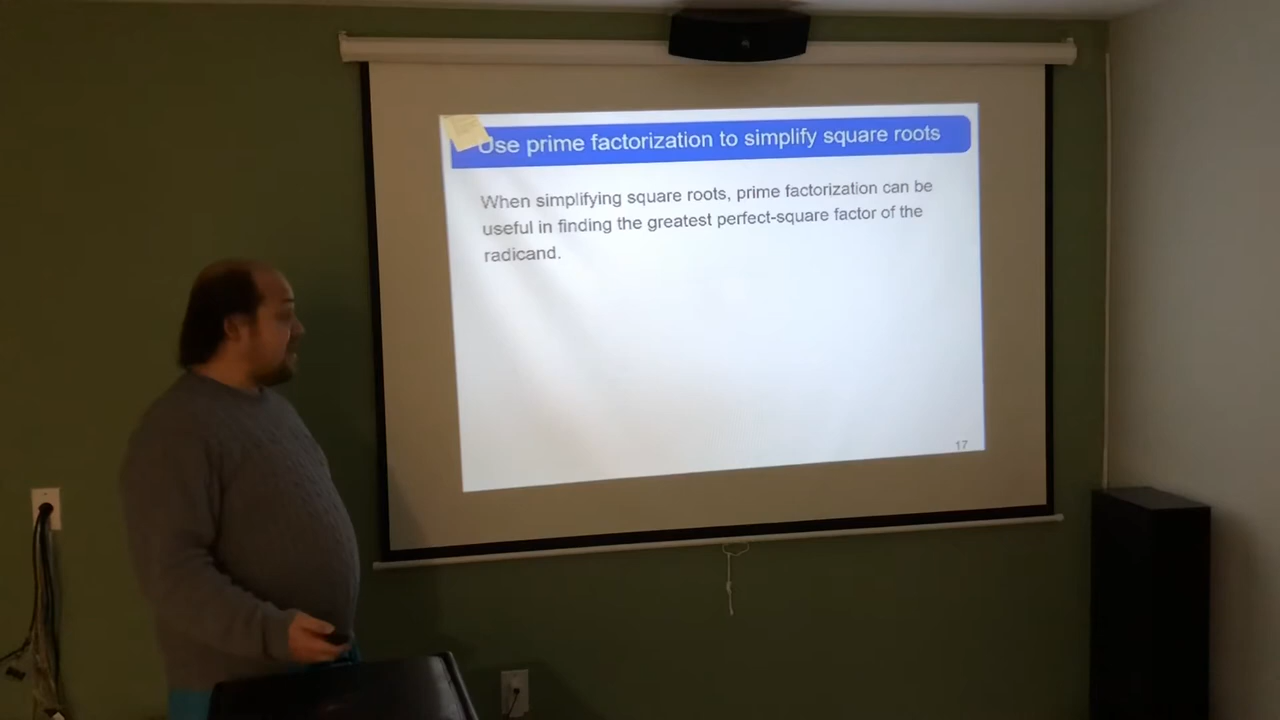 Use prime factorization to simplify square roots
When simplifying square roots, prime factorization can be
useful in finding the greatest perfect-square factor of the
radicand.
17